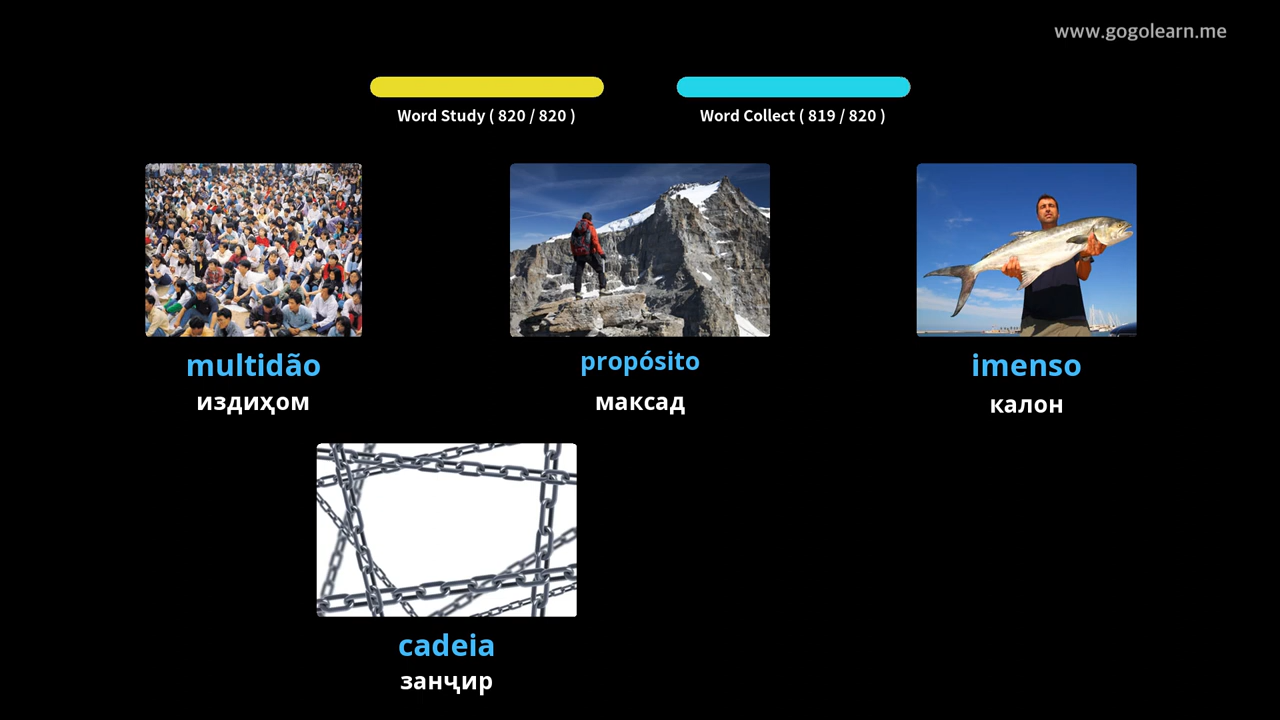 www.gogolearn.me
Word Study ( 820 / 820 )
Word Collect ( 819 / 820 )
multidão
издиҳом
propósito
максад
imenso
калон
cadeia
занҷир